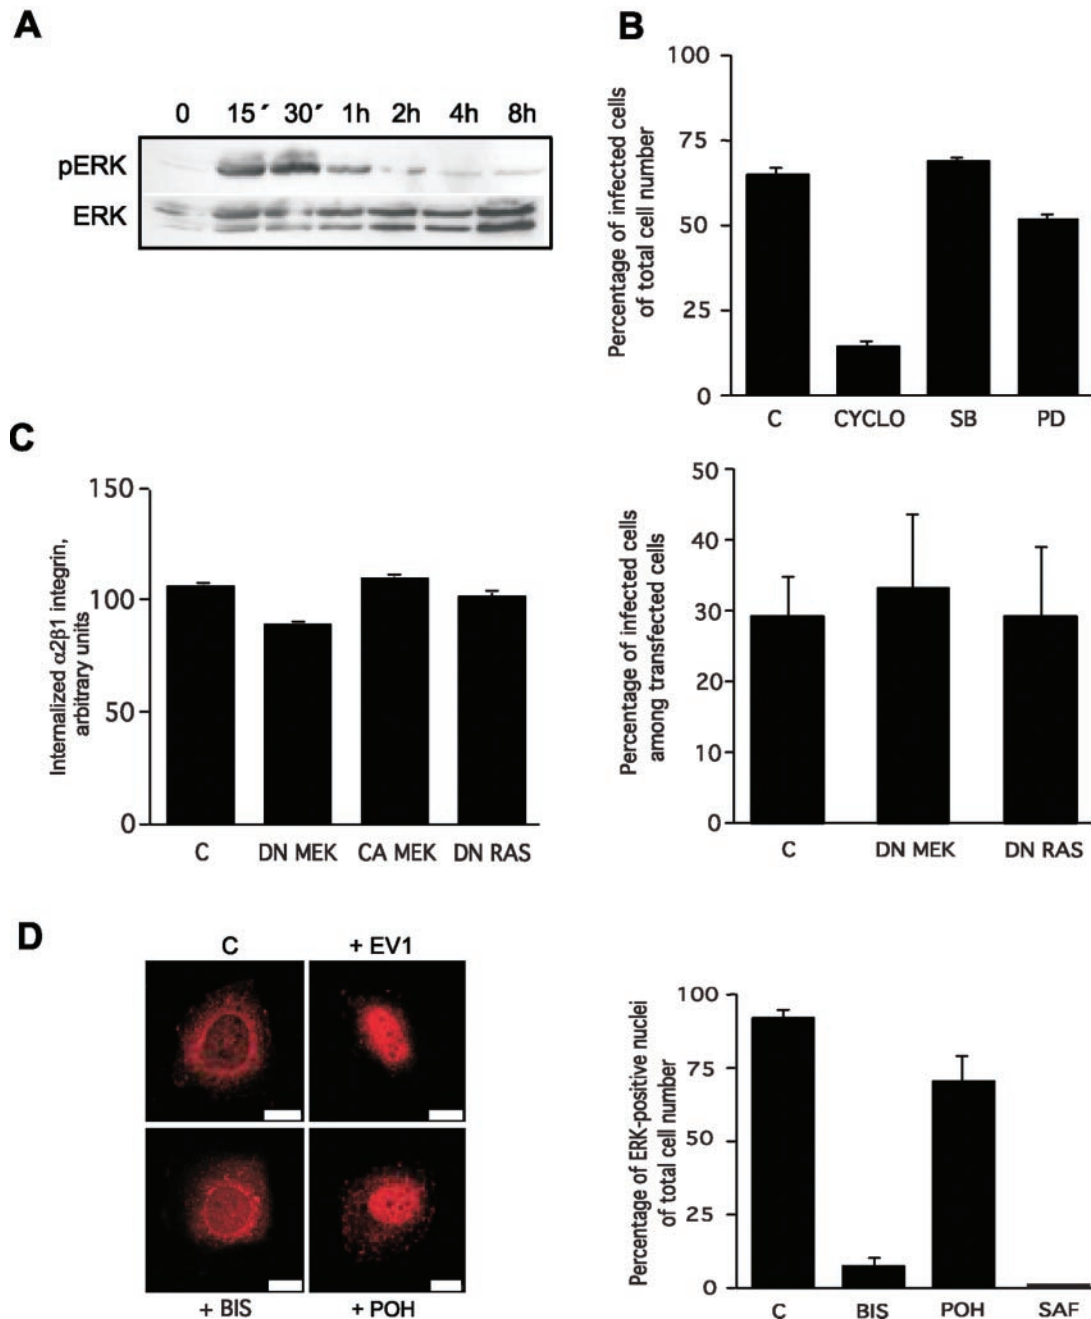 A
0 15´ 30´ 1h 2h 4h 8h
pERK
ERK
B
Percentage of infected cells
of total cell number
100
75
50
25
0
C CYCLO SB PD
C
Internalized α2β1 integrin,
arbitrary units
150
100
50
0
C DN MEK CA MEK DN RAS
Percentage of infected cells
among transfected cells
50
40
30
30
10
0
C DN MEK DN RAS
D
C + EV1
+ BIS + POH
Percentage of ERK-positive nuclei
of total cell number
100
75
50
25
0
C BIS POH SAF